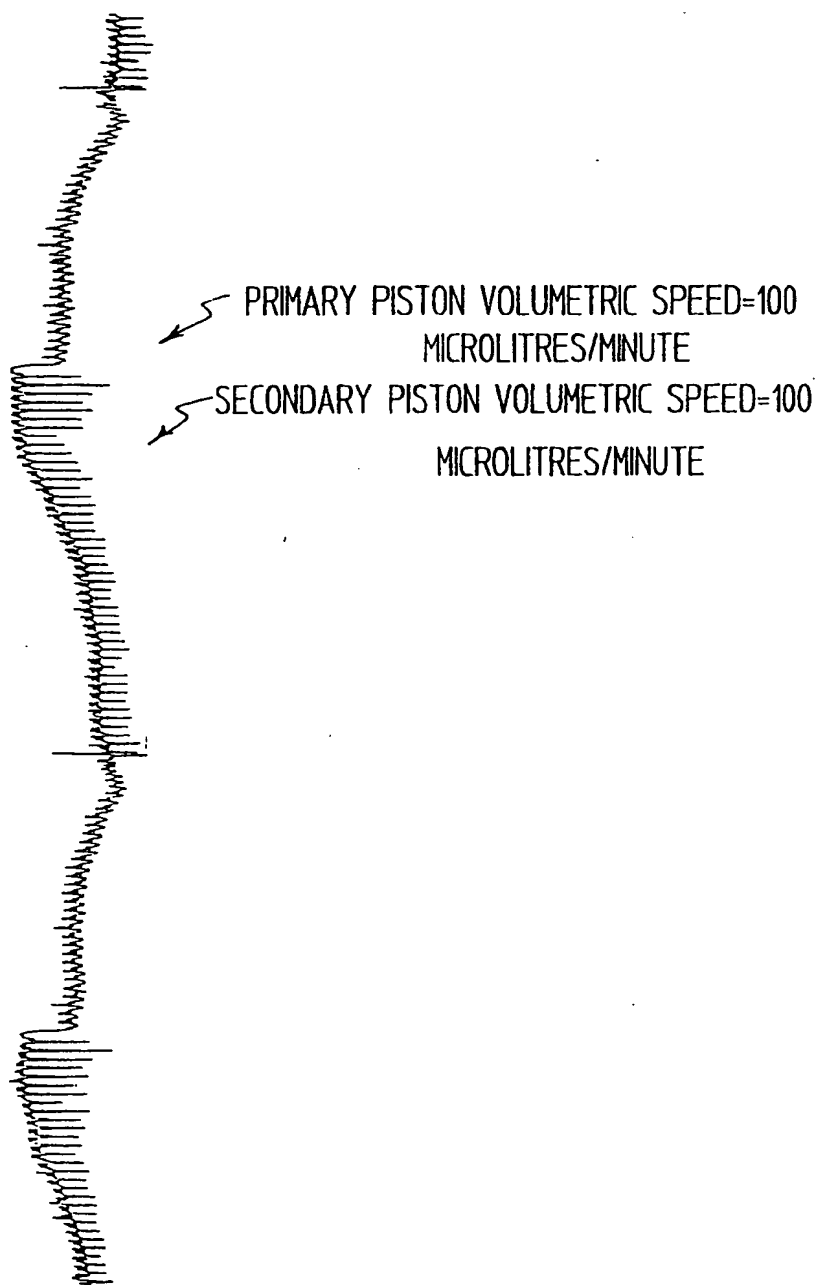 PRIMARY PISTON VOLUMETRIC SPEED=100
MICROLITRES/MINUTE
SECONDARY PISTON VOLUMETRIC SPEED=100
MICROLITRES/MINUTE